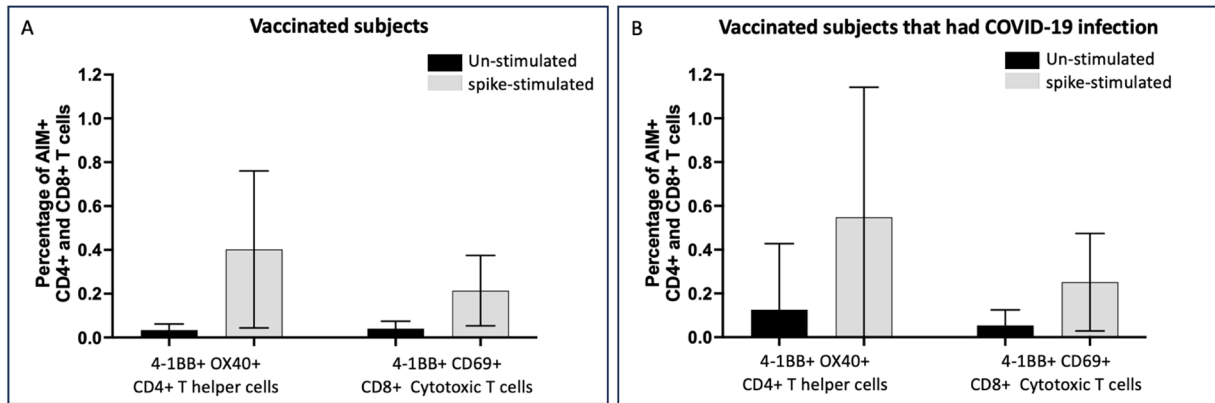 A
Vaccinated subjects
Un-stimulated
spike-stimulated
Percentage of AIM+
CD4+ and CD8+ T cells
1.2
1.0
0.8
0.6
0.4
0.2
0.0
4-1BB+ OX40+
CD4+ T helper cells
4-1BB+ CD69+
CD8+ Cytotoxic T cells
B
Vaccinated subjects that had COVID-19 infection
Un-stimulated
spike-stimulated
Percentage of AIM+
CD4+ and CD8+ T cells
1.2
1.0
0.8
0.6
0.4
0.2
0.0
4-1BB+ OX40+
CD4+ T helper cells
4-1BB+ CD69+
CD8+ Cytotoxic T cells